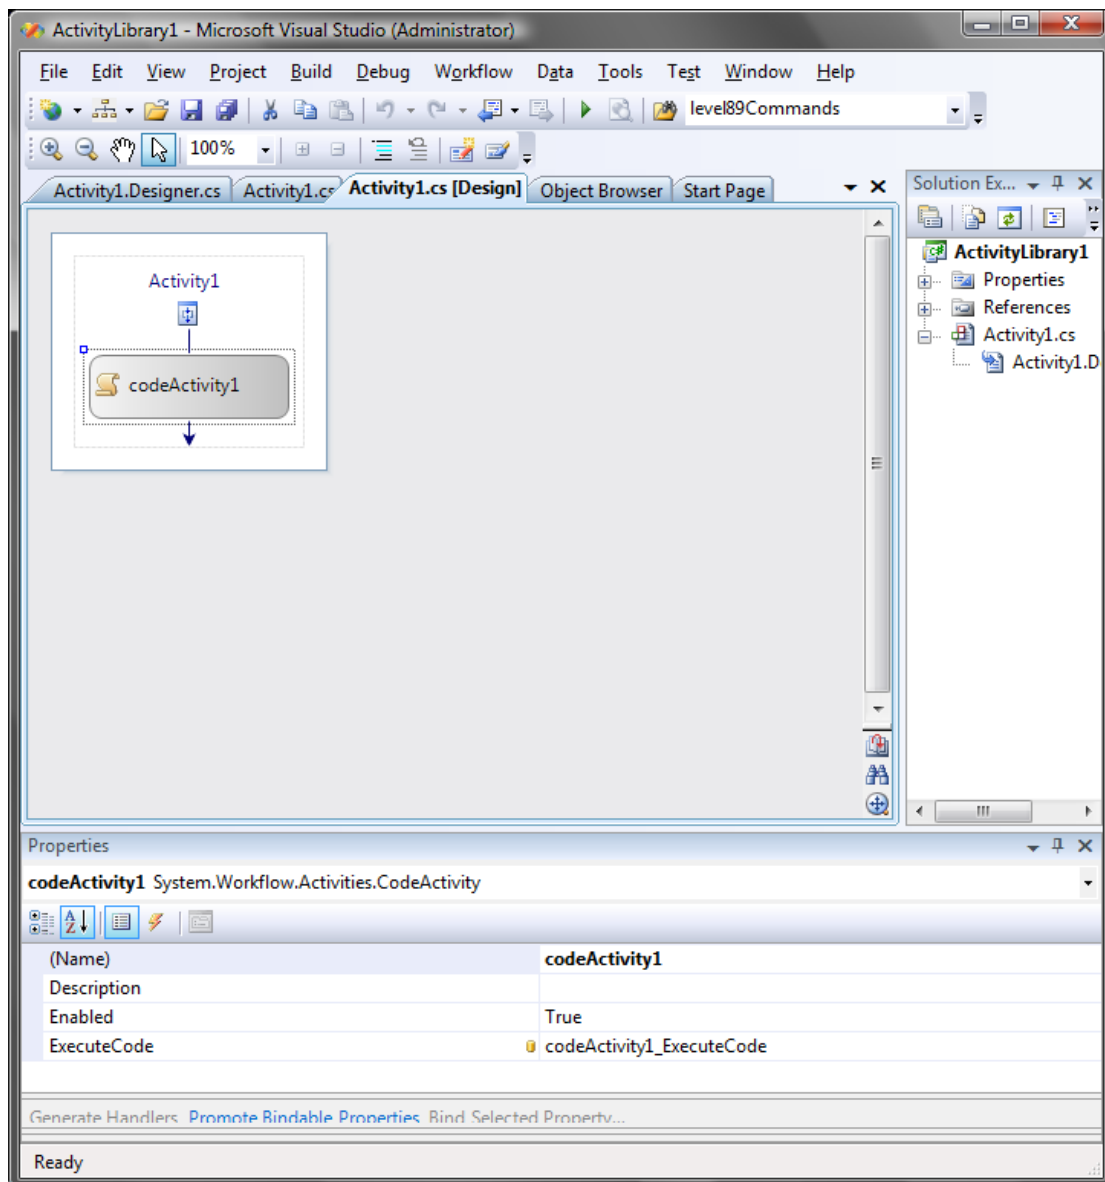 ActivityLibrary1 - Microsoft Visual Studio (Administrator)
File Edit View Project Build Debug Workflow Data Tools Test Window Help
level89Commands
100%
Activity1.Designer.cs Activity1.cs Activity1.cs [Design] Object Browser Start Page
Solution Ex...
ActivityLibrary1
Properties
References
Activity1.cs
Activity1.D
Activity1
codeActivity1
Properties
codeActivity1 System.Workflow.Activities.CodeActivity
(Name) codeActivity1
Description
Enabled True
ExecuteCode codeActivity1_ExecuteCode
Generate Handlers Promote Bindable Properties Bind Selected Property...
Ready